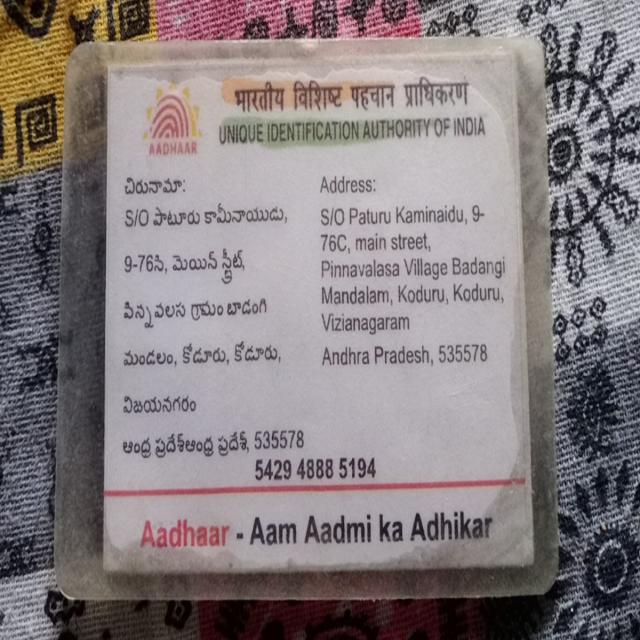 भारतीय विशिष्ट पहचान प्राधिकरण
AADHAAR
UNIQUE IDENTIFICATION AUTHORITY OF INDIA
చిరునామా:
S/O పాటూరు కామినాయుడు,
9-76సి, మెయిన్ స్ట్రీట్,
పిన్నవలస గ్రామం బాడంగి
మండలం, కోడూరు, కోడూరు,
విజయనగరం
ఆంధ్ర ప్రదేశ్ఆంధ్ర ప్రదేశ్, 535578
Address:
S/O Paturu Kaminaidu, 9-
76C, main street,
Pinnavalasa Village Badangi
Mandalam, Koduru, Koduru,
Vizianagaram
Andhra Pradesh, 535578
5429 4888 5194
Aadhaar - Aam Aadmi ka Adhikar